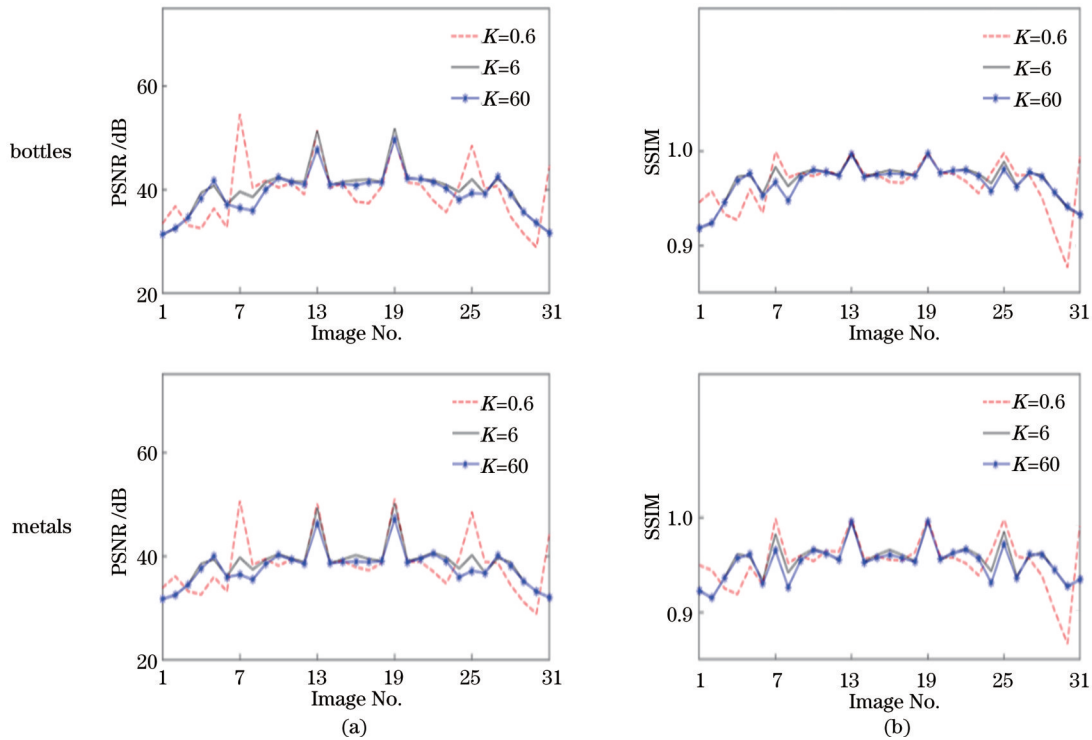 bottles
PSNR/dB
60
40
20
K=0.6
K=6
K=60
1 7 13 19 25 31
Image No.
SSIM
1.0
0.9
K=0.6
K=6
K=60
1 7 13 19 25 31
Image No.
metals
PSNR/dB
60
40
20
K=0.6
K=6
K=60
1 7 13 19 25 31
Image No.
(a)
SSIM
1.0
0.9
K=0.6
K=6
K=60
1 7 13 19 25 31
Image No.
(b)